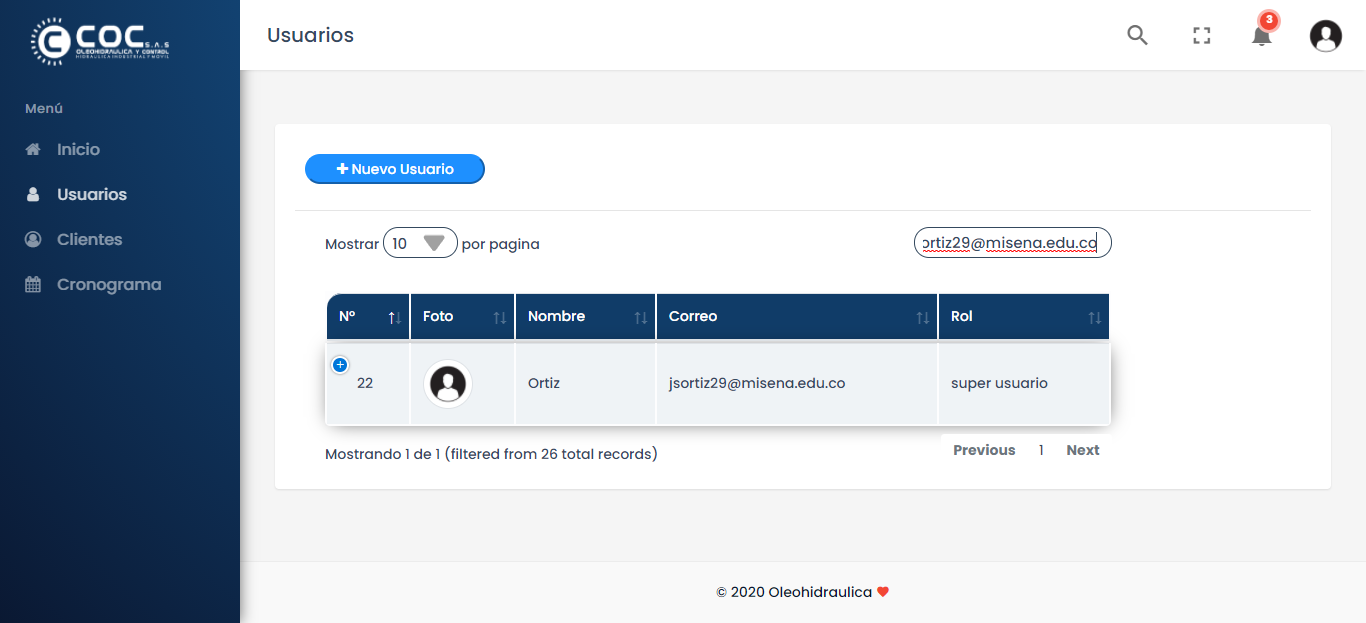 COC S.A.S
OLEOHIDRAULICA Y CONTROL
HIDRAULICA INDUSTRIAS Y MOVIL
Usuarios
3
Menú
Inicio
Usuarios
Clientes
Cronograma
Nuevo Usuario
Mostrar 10 por pagina
ortiz29@misena.edu.co
Nº Foto Nombre Correo Rol
22 Ortiz jsortiz29@misena.edu.co super usuario
Mostrando 1 de 1 (filtered from 26 total records)
Previous 1 Next
© 2020 Oleohidraulica